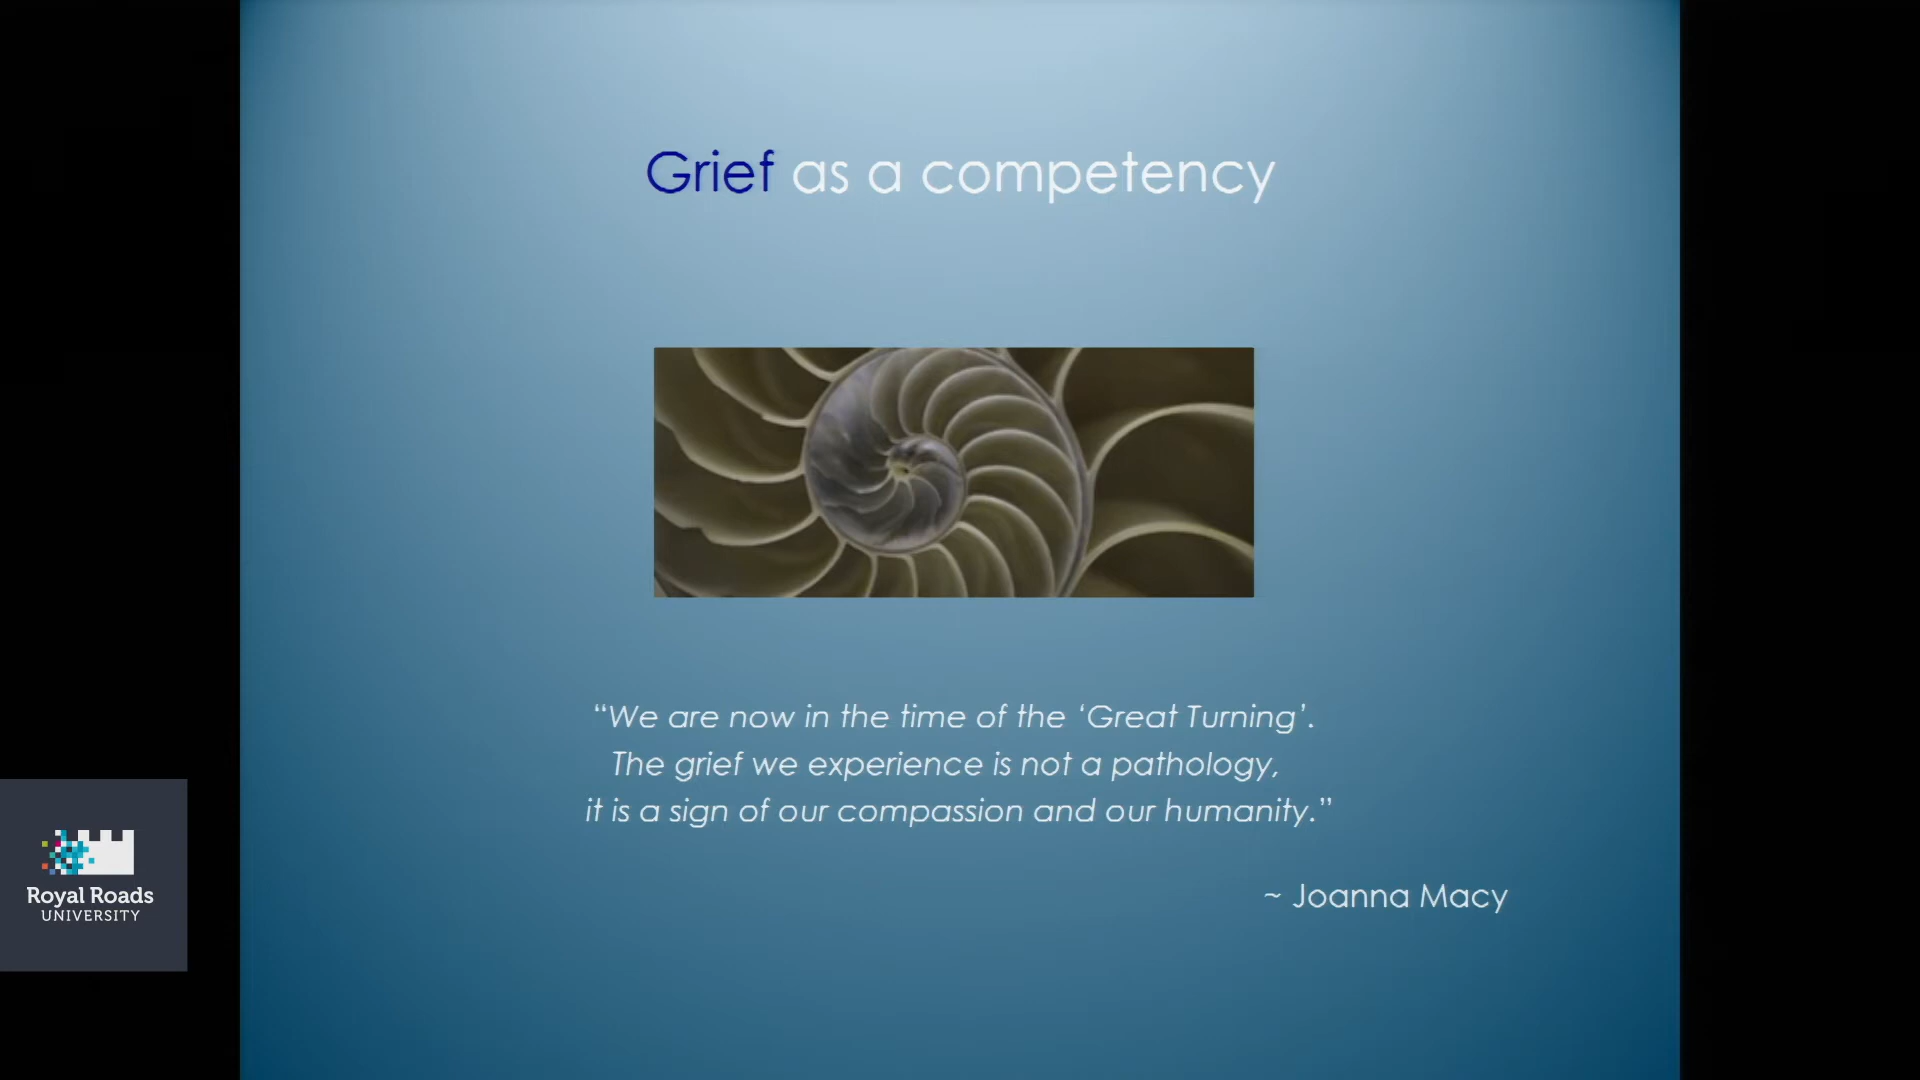 Grief as a competency
“We are now in the time of the ‘Great Turning’.
The grief we experience is not a pathology,
it is a sign of our compassion and our humanity.”
~ Joanna Macy
Royal Roads
UNIVERSITY